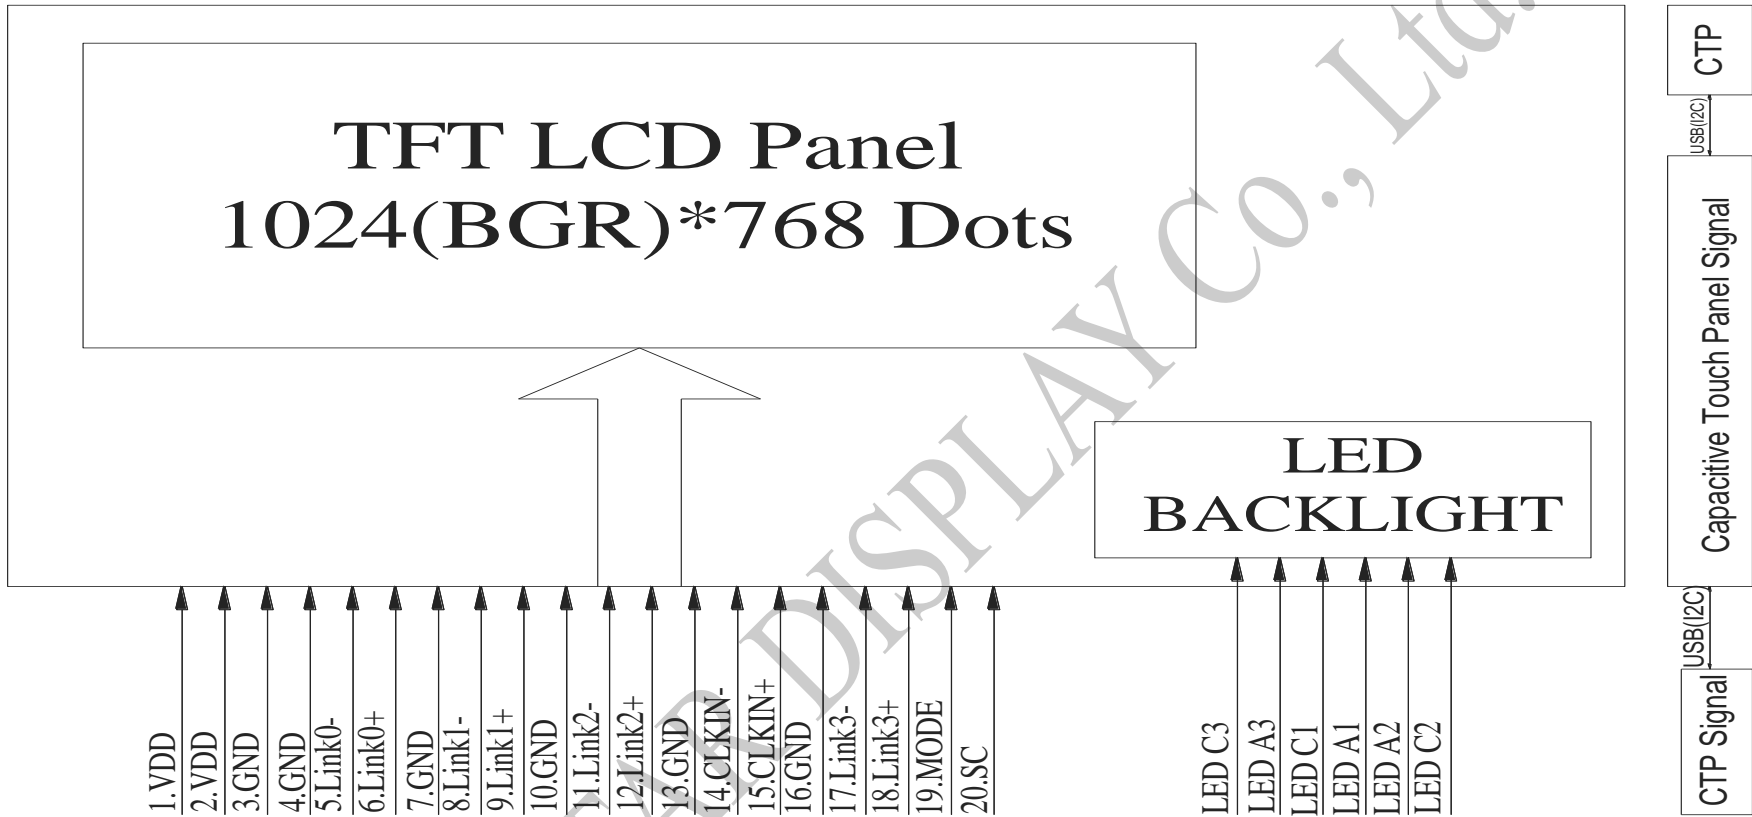 TFT LCD Panel
1024(BGR)*768 Dots
LED
BACKLIGHT
1.VDD
2.VDD
3.GND
4.GND
5.Link0-
6.Link0+
7.GND
8.Link1-
9.Link1+
10.GND
11.Link2-
12.Link2+
13.GND
14.CLKIN-
15.CLKIN+
16.GND
17.Link3-
18.Link3+
19.MODE
20.SC
LED C3
LED A3
LED C1
LED A1
LED A2
LED C2
CTP
USB(I2C)
Capacitive Touch Panel Signal
USB(I2C)
CTP Signal
DISPLAY Co., Ltd.